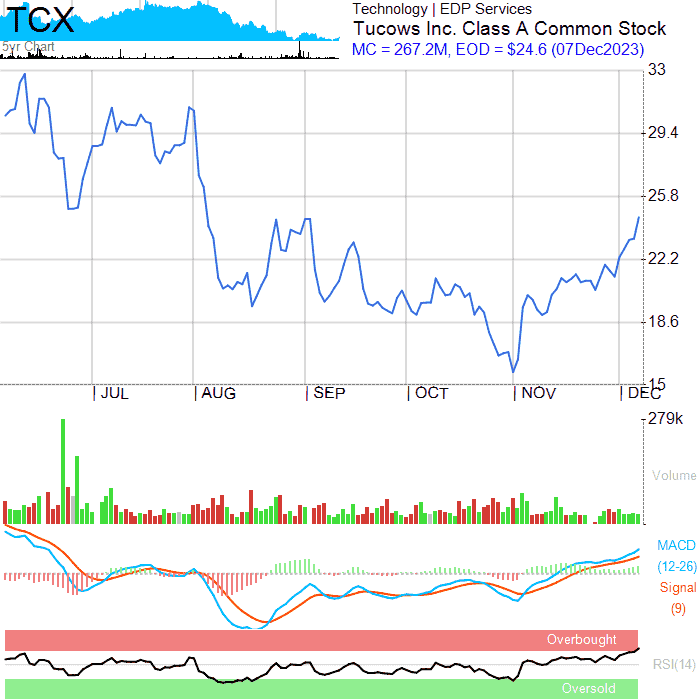 TCX
5yr Chart
Technology | EDP Services
Tucows Inc. Class A Common Stock
MC = 267.2M, EOD = $24.6 (07Dec2023)
33
29.4
25.8
22.2
18.6
15
JUL AUG SEP OCT NOV DEC
279k
Volume
MACD
(12-26)
Signal
(9)
Overbought
RSI(14)
Oversold